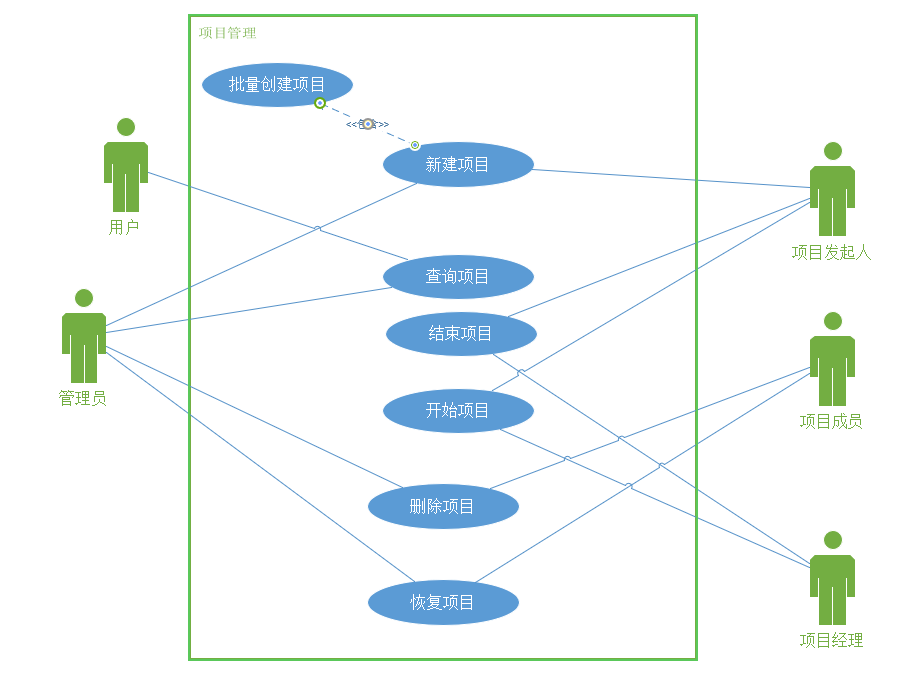 项目管理
批量创建项目
新建项目
用户
项目发起人
查询项目
结束项目
管理员
开始项目
项目成员
删除项目
恢复项目
项目经理